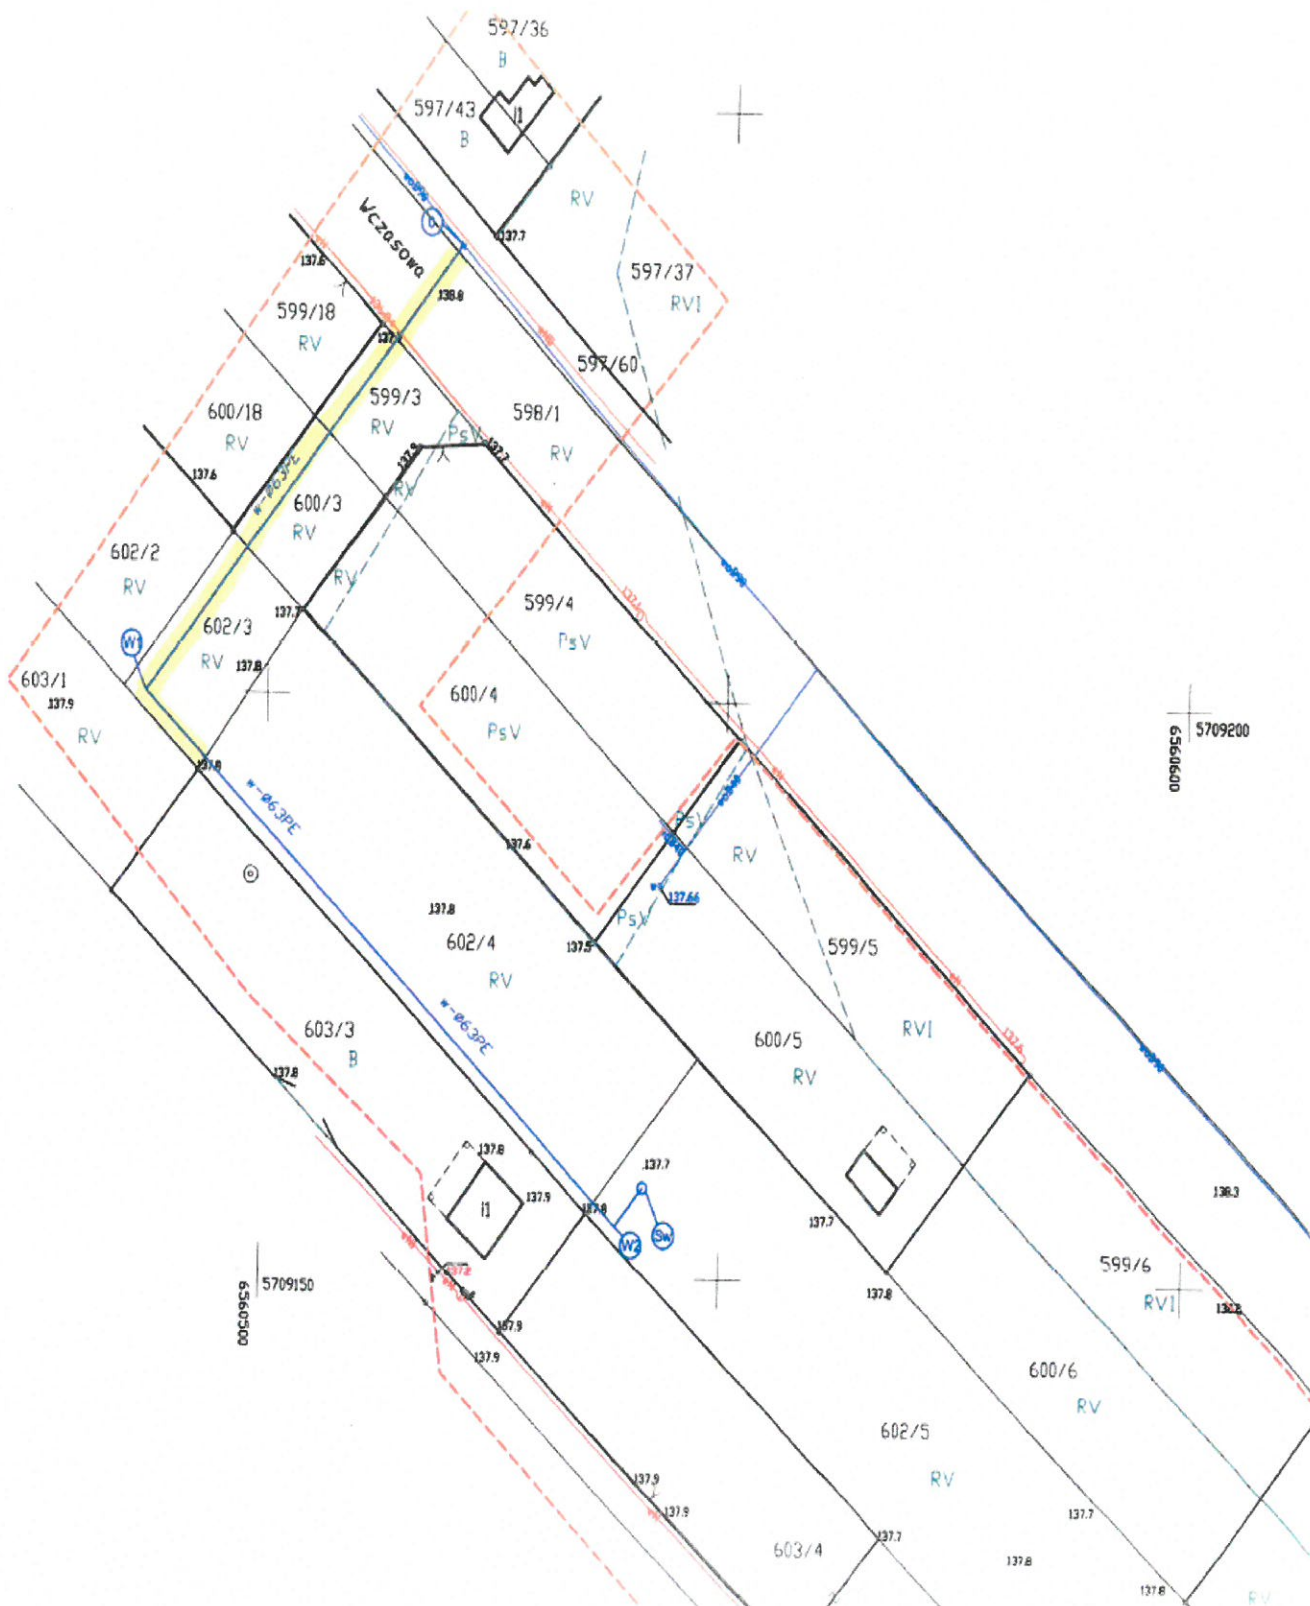 597/36
B
597/43
B
i1
RV
137.7
Wczasowa
597/37
RVI
137.6
138.8
599/18
RV
597/60
599/3
RV
598/1
RV
PsV
137.7
600/18
RV
137.6
w-ø63PE
600/3
RV
RV
RV
602/2
RV
W1
602/3
RV
137.8
137.7
599/4
PsV
603/1
137.9
RV
600/4
PsV
5709200
6560600
w-ø63PE
137.6
PsV
RV
137.66
PsV
137.5
137.8
602/4
RV
599/5
RVI
w-ø63PE
603/3
B
137.8
600/5
RV
137.8
137.9
i1
137.7
137.8
W2
Sw
137.7
138.3
599/6
RVI
5709150
6560500
137.8
137.9
137.9
600/6
RV
602/5
RV
137.9
137.9
137.7
137.7
603/4
137.8
137.8
RV